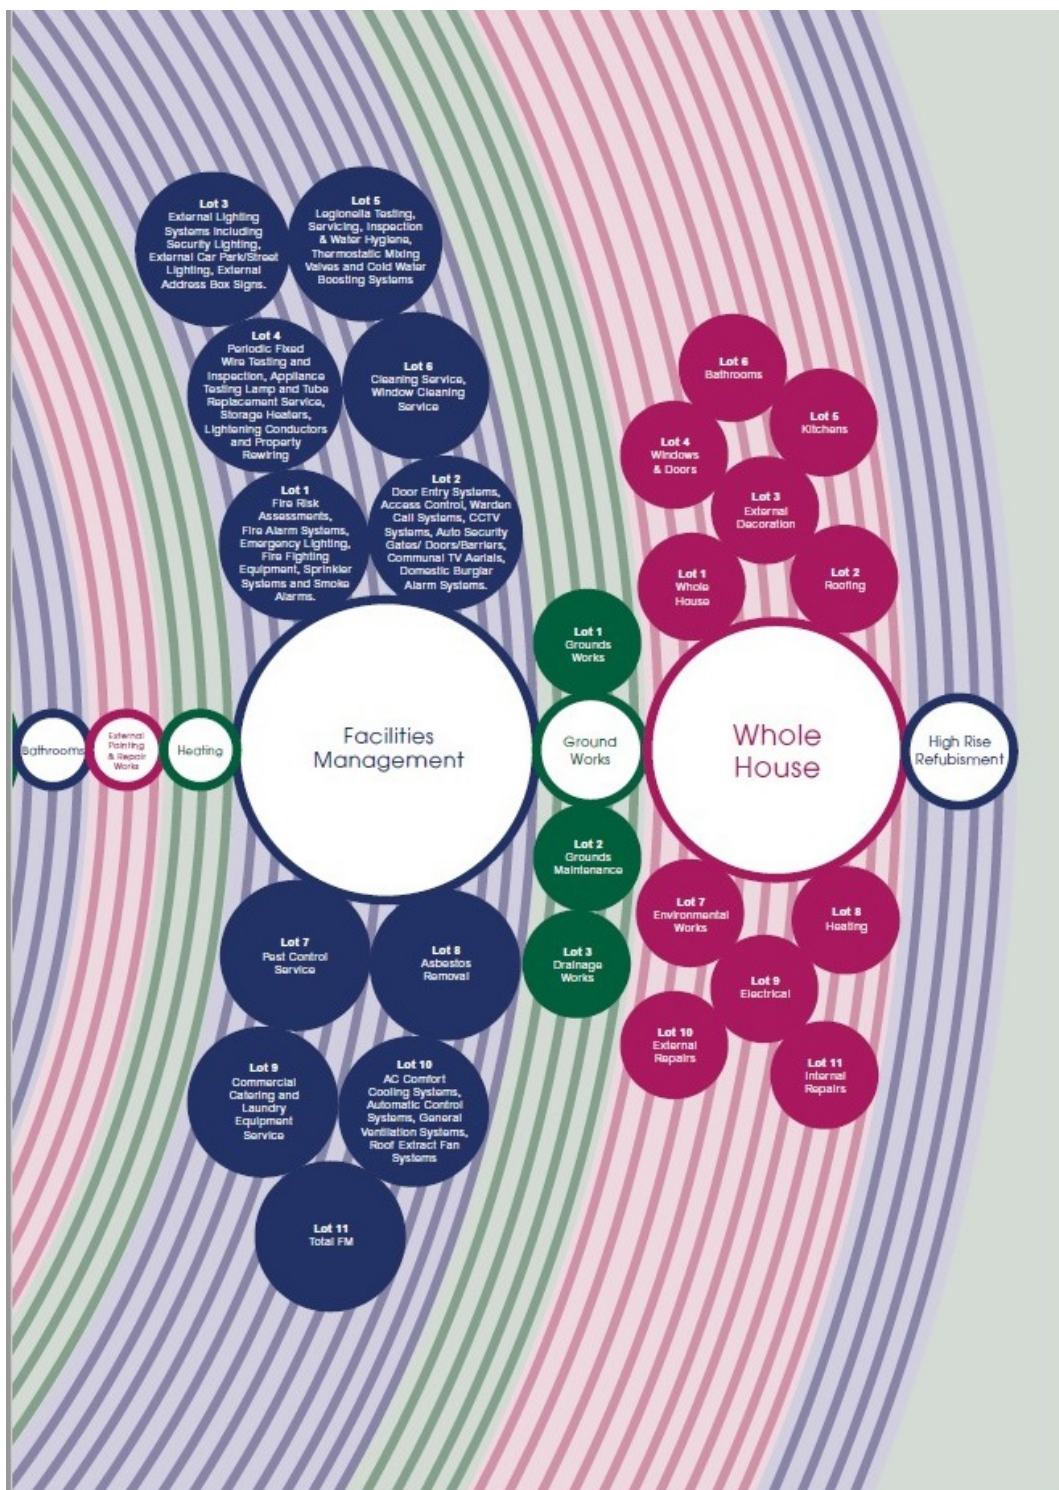 Lot 3
External Lighting
Systems Including
Security Lighting,
External Car Park/Street
Lighting, External
Address Box Signs.
Lot 5
Legionella Testing,
Servicing, Inspection
& Water Hygiene,
Thermostatic Mixing
Valves and Cold Water
Boosting Systems
Lot 4
Periodic Fixed
Wire Testing and
Inspection, Appliance
Testing Lamp and Tube
Replacement Service,
Storage Heaters,
Lightening Conductors
and Property
Rewiring
Lot 6
Cleaning Service,
Window Cleaning
Service
Lot 1
Fire Risk
Assessments,
Fire Alarm Systems,
Emergency Lighting,
Fire Fighting
Equipment, Sprinkler
Systems and Smoke
Alarms.
Lot 2
Door Entry Systems,
Access Control, Warden
Call Systems, CCTV
Systems, Auto Security
Gates/ Doors/Barriers,
Communal TV Aerials,
Domestic Burglar
Alarm Systems.
Lot 6
Bathrooms
Lot 5
Kitchens
Lot 4
Windows
& Doors
Lot 3
External
Decoration
Lot 1
Whole
House
Lot 2
Roofing
Lot 1
Grounds
Works
Bathrooms
External
Painting
& Repair
Works
Heating
Facilities
Management
Ground
Works
Whole
House
High Rise
Refubisment
Lot 2
Grounds
Maintenance
Lot 3
Drainage
Works
Lot 7
Pest Control
Service
Lot 8
Asbestos
Removal
Lot 9
Commercial
Catering and
Laundry
Equipment
Service
Lot 10
AC Comfort
Cooling Systems,
Automatic Control
Systems, General
Ventilation Systems,
Roof Extract Fan
Systems
Lot 11
Total FM
Lot 7
Environmental
Works
Lot 8
Heating
Lot 9
Electrical
Lot 10
External
Repairs
Lot 11
Internal
Repairs